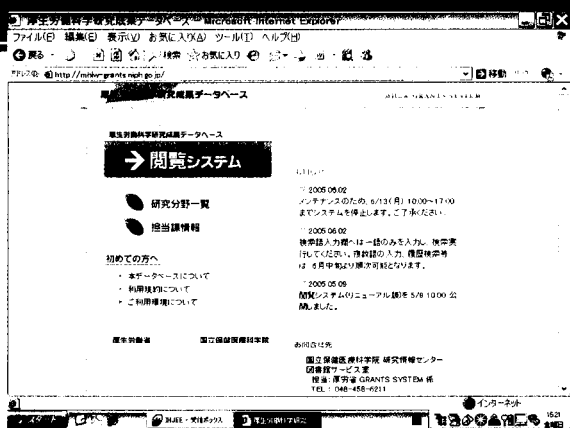 厚生労働科学研究成果データベース - Microsoft Internet Explorer
ファイル(F) 編集(E) 表示(V) お気に入り(A) ツール(T) ヘルプ(H)
戻る 検索 お気に入り
http://mhlw-grants.niph.go.jp/ 移動
研究成果データベース
厚生労働科学研究成果データベース
→ 閲覧システム
研究分野一覧
担当課情報
初めての方へ
・ 本データベースについて
・ 利用規約について
・ ご利用環境について
厚生労働省 国立保健医療科学院
2005.06.02
メンテナンスのため、6/13(月) 10:00~17:00
までシステムを停止します。ご了承ください。
2005.06.02
検索語入力欄へは一語のみを入力し、検索実
行してください。複数語の入力、履歴検索等
は 6月中旬より順次可能となります。
2005.05.09
閲覧システム(リニューアル版)を 5/9 10:00 公
開しました。
お問合せ先
国立保健医療科学院 研究情報センター
図書館サービス室
担当: 厚労省 GRANTS SYSTEM 係
TEL : 048-458-6211
インターネット
スタート
15:21
金曜日